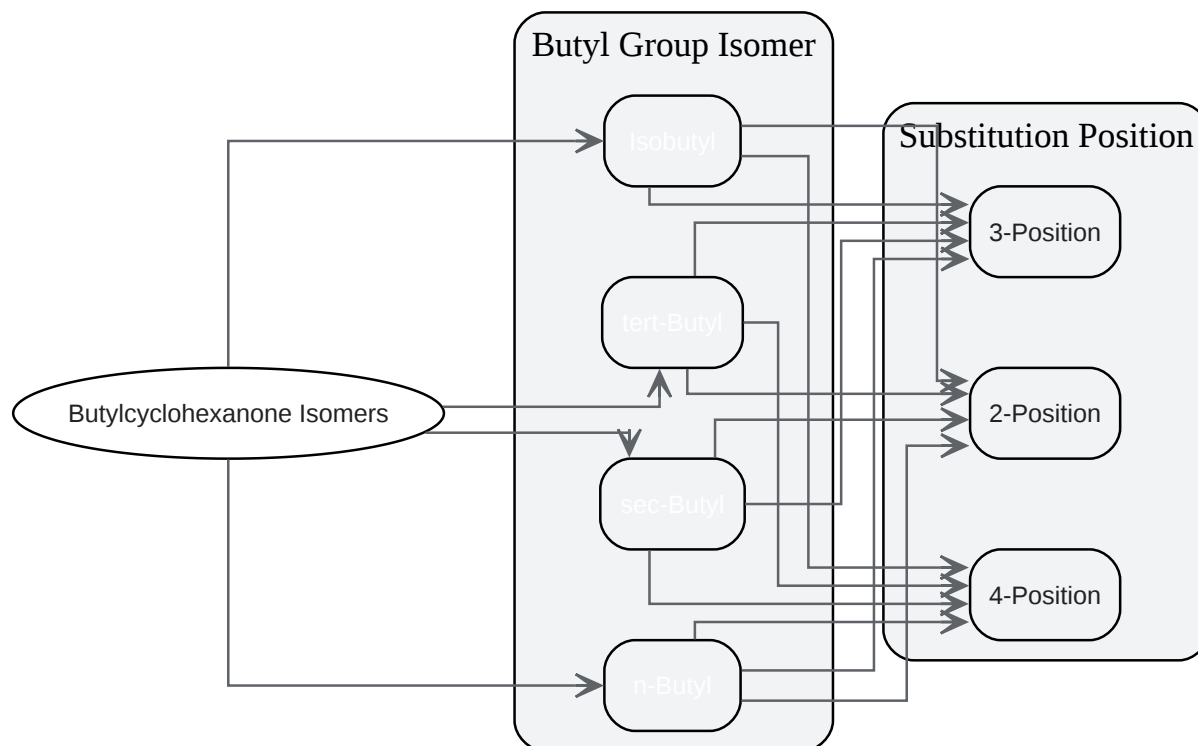 Butyl Group Isomer
Substitution Position
Isobutyl
3-Position
tert-Butyl
Butylcyclohexanone Isomers
2-Position
sec-Butyl
4-Position
n-Butyl